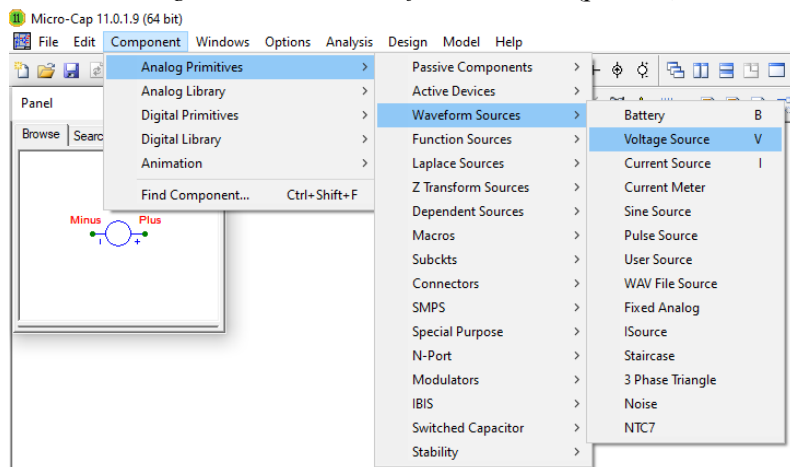 Micro-Cap 11.0.1.9 (64 bit)
File Edit Component Windows Options Analysis Design Model Help
Panel
Browse Searc
Minus Plus
Analog Primitives
Analog Library
Digital Primitives
Digital Library
Animation
Find Component... Ctrl+Shift+F
Passive Components
Active Devices
Waveform Sources
Function Sources
Laplace Sources
Z Transform Sources
Dependent Sources
Macros
Subckts
Connectors
SMPS
Special Purpose
N-Port
Modulators
IBIS
Switched Capacitor
Stability
Battery B
Voltage Source V
Current Source I
Current Meter
Sine Source
Pulse Source
User Source
WAV File Source
Fixed Analog
ISource
Staircase
3 Phase Triangle
Noise
NTC7